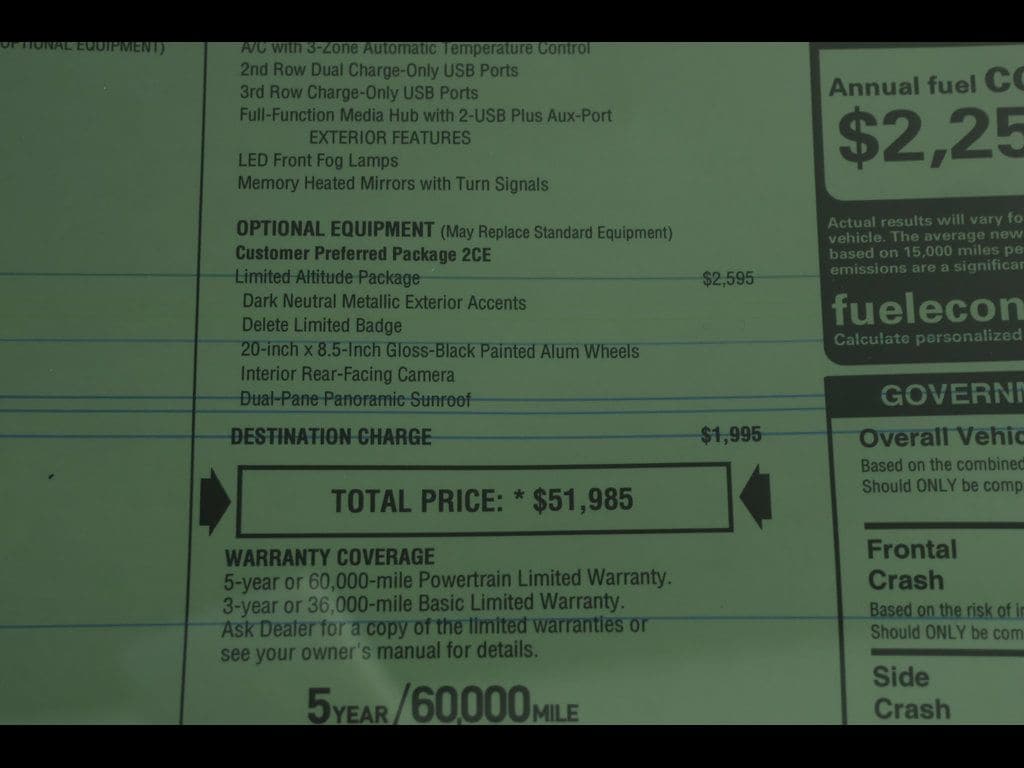 OPTIONAL EQUIPMENT)
A/C with 3-Zone Automatic Temperature Control
2nd Row Dual Charge-Only USB Ports
3rd Row Charge-Only USB Ports
Full-Function Media Hub with 2-USB Plus Aux-Port
EXTERIOR FEATURES
LED Front Fog Lamps
Memory Heated Mirrors with Turn Signals
OPTIONAL EQUIPMENT (May Replace Standard Equipment)
Customer Preferred Package 2CE
Limited Altitude Package $2,595
Dark Neutral Metallic Exterior Accents
Delete Limited Badge
20-inch x 8.5-Inch Gloss-Black Painted Alum Wheels
Interior Rear-Facing Camera
Dual-Pane Panoramic Sunroof
DESTINATION CHARGE $1,995
TOTAL PRICE: * $51,985
WARRANTY COVERAGE
5-year or 60,000-mile Powertrain Limited Warranty.
3-year or 36,000-mile Basic Limited Warranty.
Ask Dealer for a copy of the limited warranties or
see your owner's manual for details.
5 YEAR/60,000 MILE
Annual fuel
$2,25
Actual results will vary
vehicle. The average new
based on 15,000 miles
emissions are a
Calculate personalized
Overall
Based on the combined
Should ONLY be
Frontal
Crash
Based on the risk of
Should ONLY be
Side
Crash